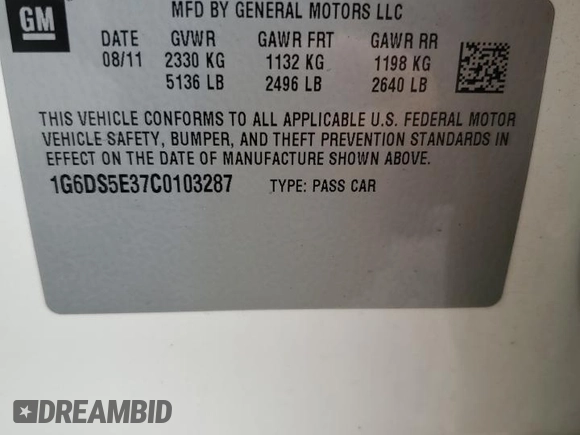 GM
MFD BY GENERAL MOTORS LLC
DATE GVWR GAWR FRT GAWR RR
08/11 2330 KG 1132 KG 1198 KG
5136 LB 2496 LB 2640 LB
THIS VEHICLE CONFORMS TO ALL APPLICABLE U.S. FEDERAL MOTOR
VEHICLE SAFETY, BUMPER, AND THEFT PREVENTION STANDARDS IN
EFFECT ON THE DATE OF MANUFACTURE SHOWN ABOVE.
1G6DS5E37C0103287 TYPE: PASS CAR
DREAMBID